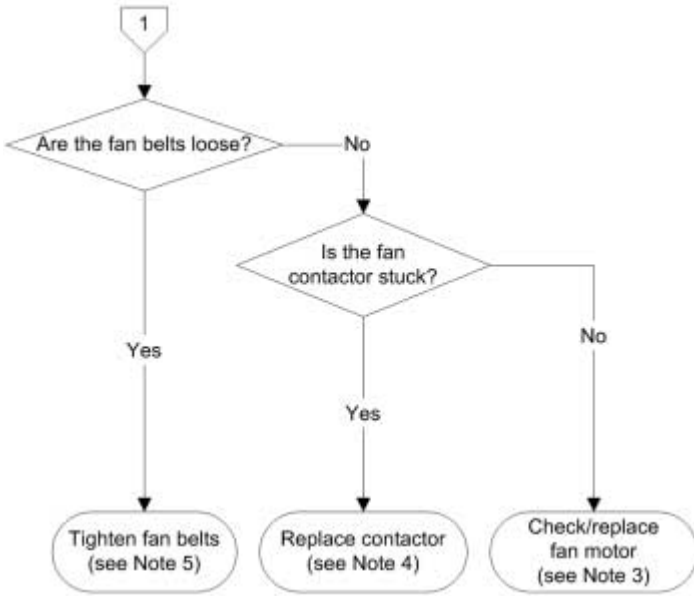 1
Are the fan belts loose?
No
Is the fan
contactor stuck?
Yes
No
Yes
Tighten fan belts
(see Note 5)
Replace contactor
(see Note 4)
Check/replace
fan motor
(see Note 3)